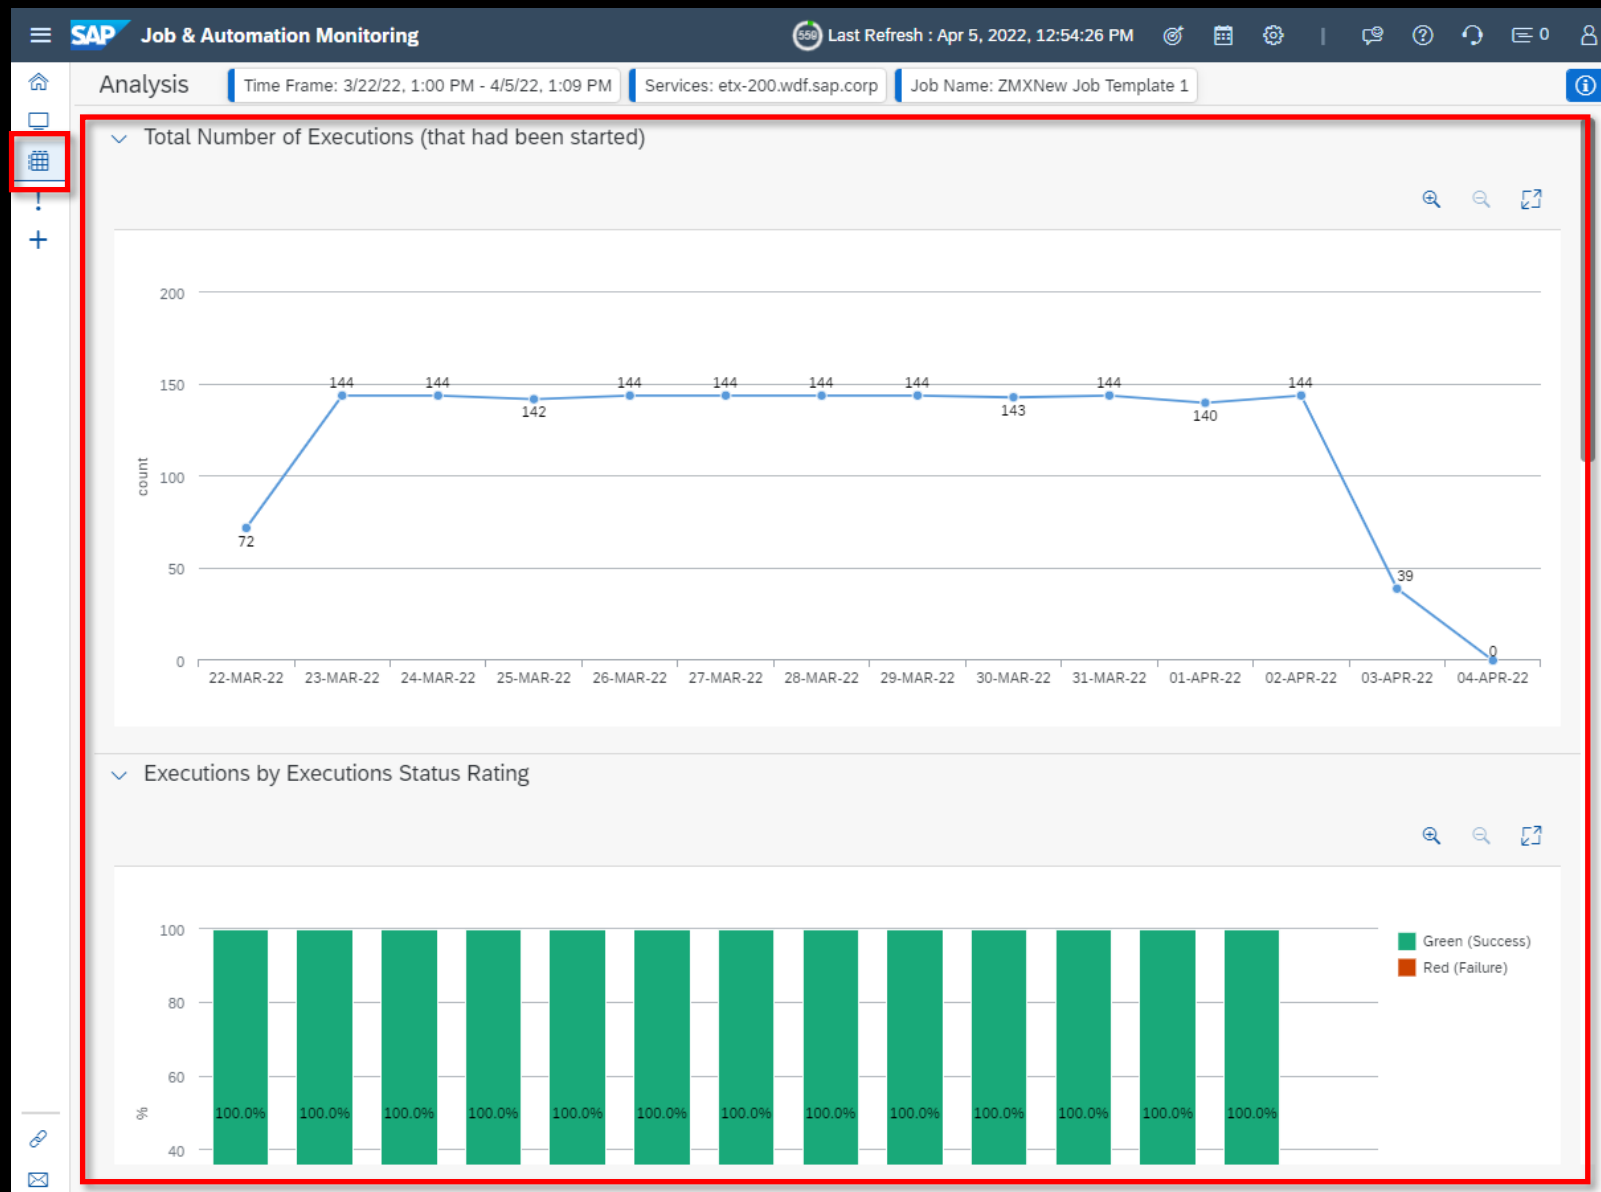 SAP Job & Automation Monitoring 559 Last Refresh : Apr 5, 2022, 12:54:26 PM | 0
Analysis Time Frame: 3/22/22, 1:00 PM - 4/5/22, 1:09 PM Services: etx-200.wdf.sap.corp Job Name: ZMXNew Job Template 1
Total Number of Executions (that had been started)
200
150
100
50
0
count
72
144
144
142
144
144
144
144
143
144
140
144
39
0
22-MAR-22 23-MAR-22 24-MAR-22 25-MAR-22 26-MAR-22 27-MAR-22 28-MAR-22 29-MAR-22 30-MAR-22 31-MAR-22 01-APR-22 02-APR-22 03-APR-22 04-APR-22
Executions by Executions Status Rating
100
80
60
40
%
100.0% 100.0% 100.0% 100.0% 100.0% 100.0% 100.0% 100.0% 100.0% 100.0% 100.0% 100.0% 100.0%
Green (Success)
Red (Failure)